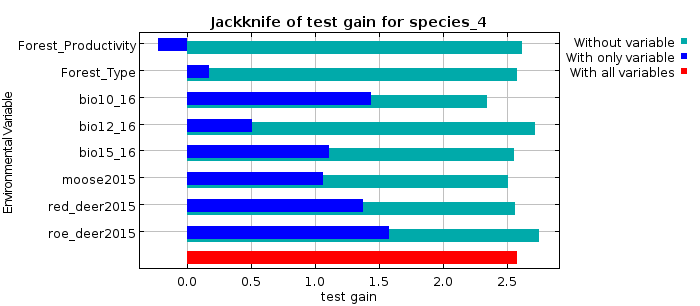 Jackknife of test gain for species_4
Environmental Variable
Forest_Productivity
Forest_Type
bio10_16
bio12_16
bio15_16
moose2015
red_deer2015
roe_deer2015
0.0 0.5 1.0 1.5 2.0 2.5
test gain
Without variable
With only variable
With all variables